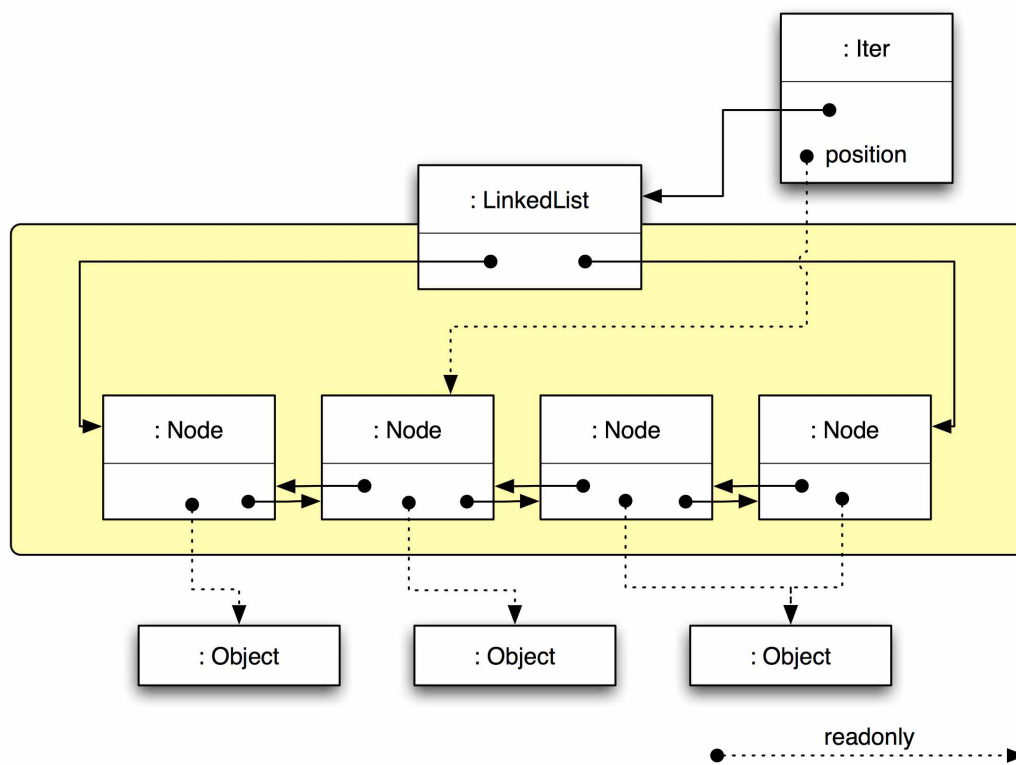 : Iter
position
: LinkedList
: Node
: Node
: Node
: Node
: Object
: Object
: Object
readonly